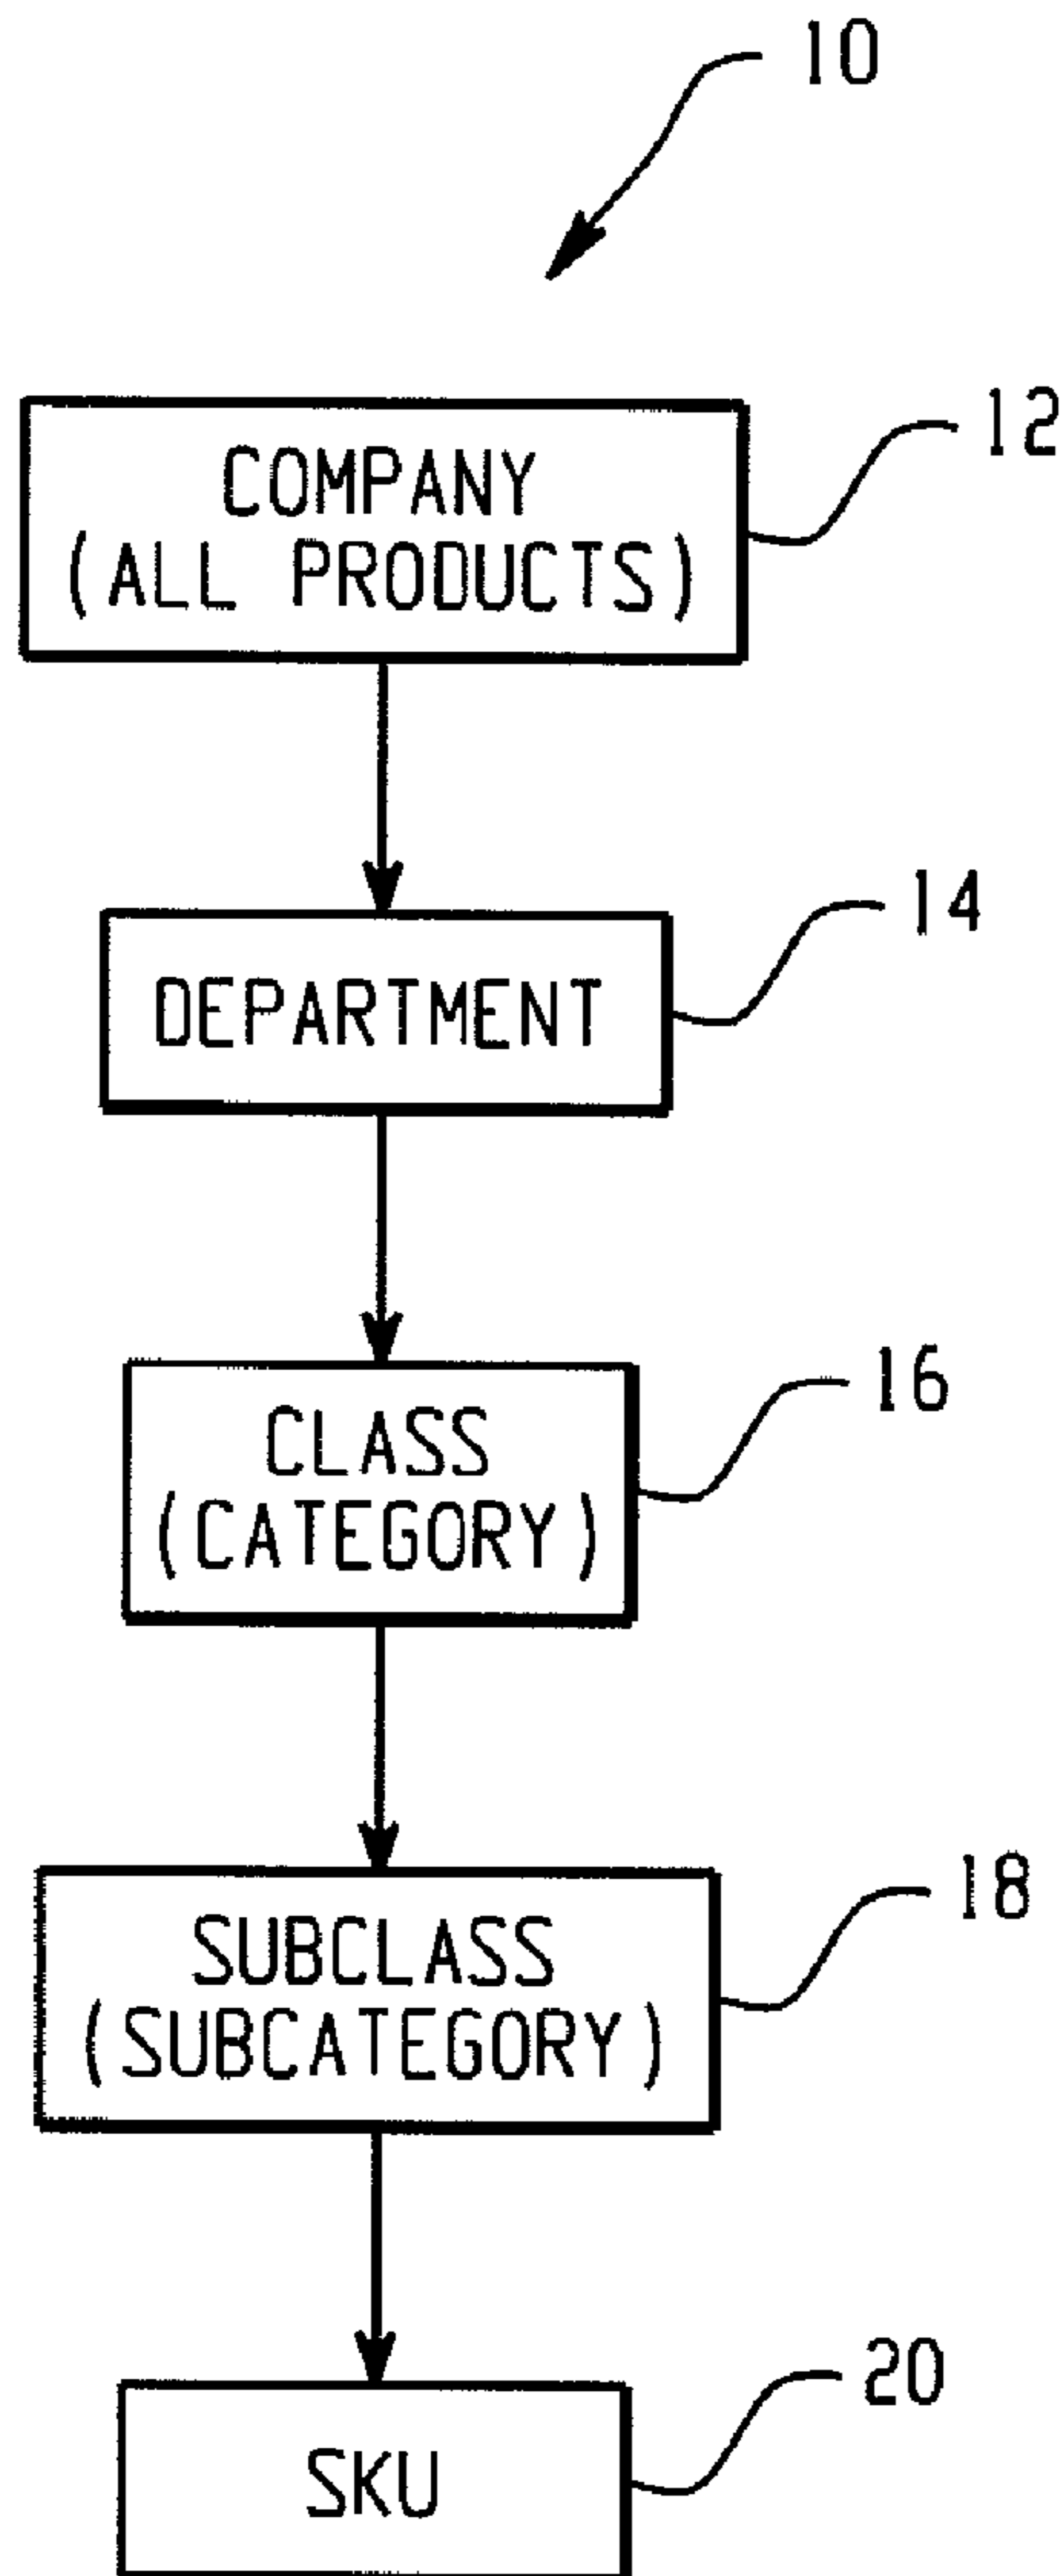 10
COMPANY
(ALL PRODUCTS)
12
DEPARTMENT
14
CLASS
(CATEGORY)
16
SUBCLASS
(SUBCATEGORY)
18
SKU
20